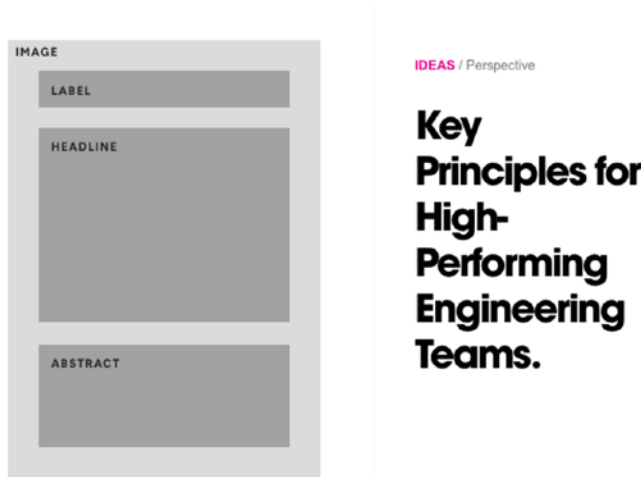 IMAGE
LABEL
HEADLINE
ABSTRACT
IDEAS / Perspective
Key
Principles for
High-
Performing
Engineering
Teams.